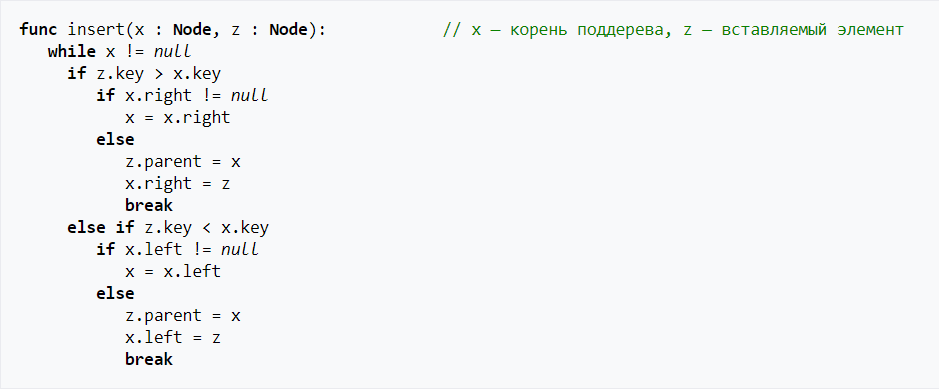 func insert(x : Node, z : Node):            // x — корень поддерева, z — вставляемый элемент
   while x != null
     if z.key > x.key
        if x.right != null
           x = x.right
        else
           z.parent = x
           x.right = z
           break
     else if z.key < x.key
        if x.left != null
           x = x.left
        else
           z.parent = x
           x.left = z
           break